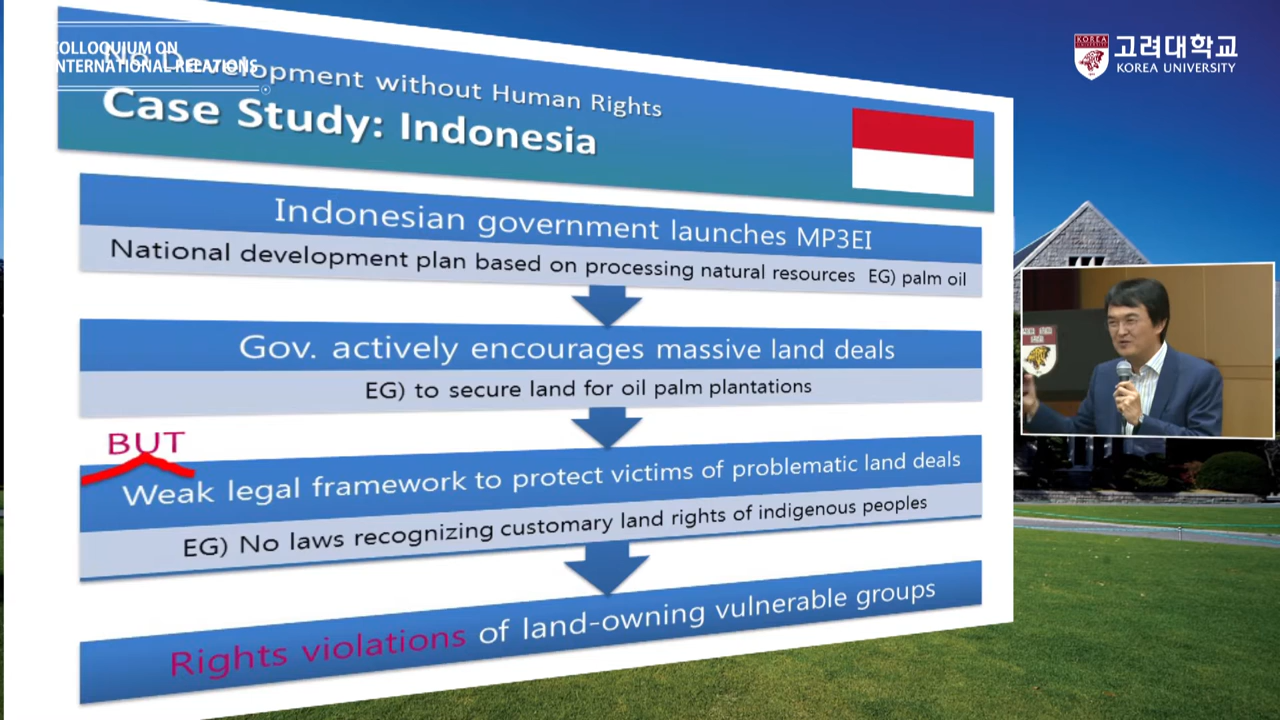 COLLOQUIUM ON
INTERNATIONAL RELATIONS
No Development without Human Rights
Case Study: Indonesia
고려대학교
KOREA UNIVERSITY
KOREA
Indonesian government launches MP3EI
National development plan based on processing natural resources EG) palm oil
Gov. actively encourages massive land deals
EG) to secure land for oil palm plantations
BUT
Weak legal framework to protect victims of problematic land deals
EG) No laws recognizing customary land rights of indigenous peoples
Rights violations of land-owning vulnerable groups